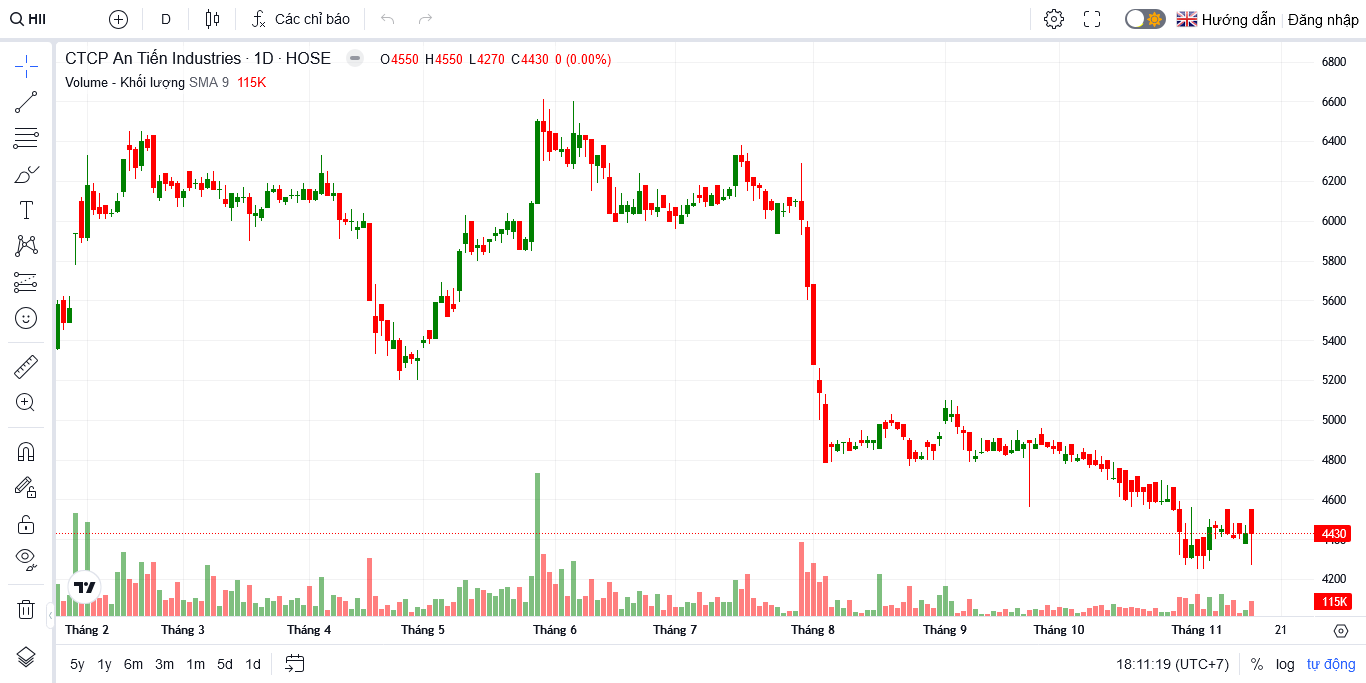 HII D Các chỉ báo Hướng dẫn Đăng nhập
CTCP An Tiến Industries · 1D · HOSE O4550 H4550 L4270 C4430 0 (0.00%)
Volume - Khối lượng SMA 9 115K
6800
6600
6400
6200
6000
5800
5600
5400
5200
5000
4800
4600
4430
4200
115K
Tháng 2 Tháng 3 Tháng 4 Tháng 5 Tháng 6 Tháng 7 Tháng 8 Tháng 9 Tháng 10 Tháng 11 21
5y 1y 6m 3m 1m 5d 1d 18:11:19 (UTC+7) % log tự động